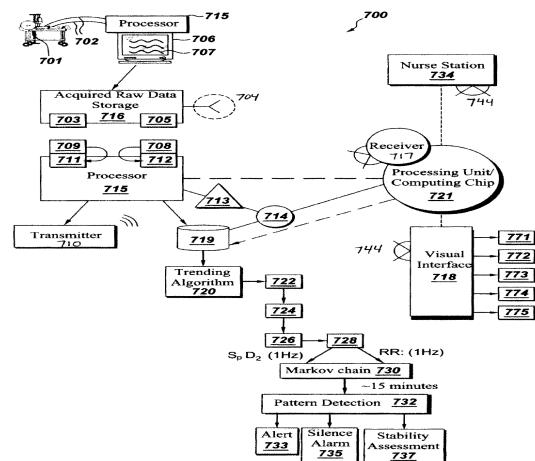 700
Processor 715
706
707
701
702
Nurse Station
734
744
Acquired Raw Data
Storage
703 716 705
704
709 708
711 712
Processor
715
Receiver 717
Processing Unit/
Computing Chip
721
713
714
Transmitter
710
719
744
Visual
Interface
718
771
772
773
774
775
Trending
Algorithm
720
722
724
726 728
Sp D2 (1Hz) RR: (1Hz)
Markov chain 730
~15 minutes
Pattern Detection 732
Alert
733
Silence
Alarm
735
Stability
Assessment
737